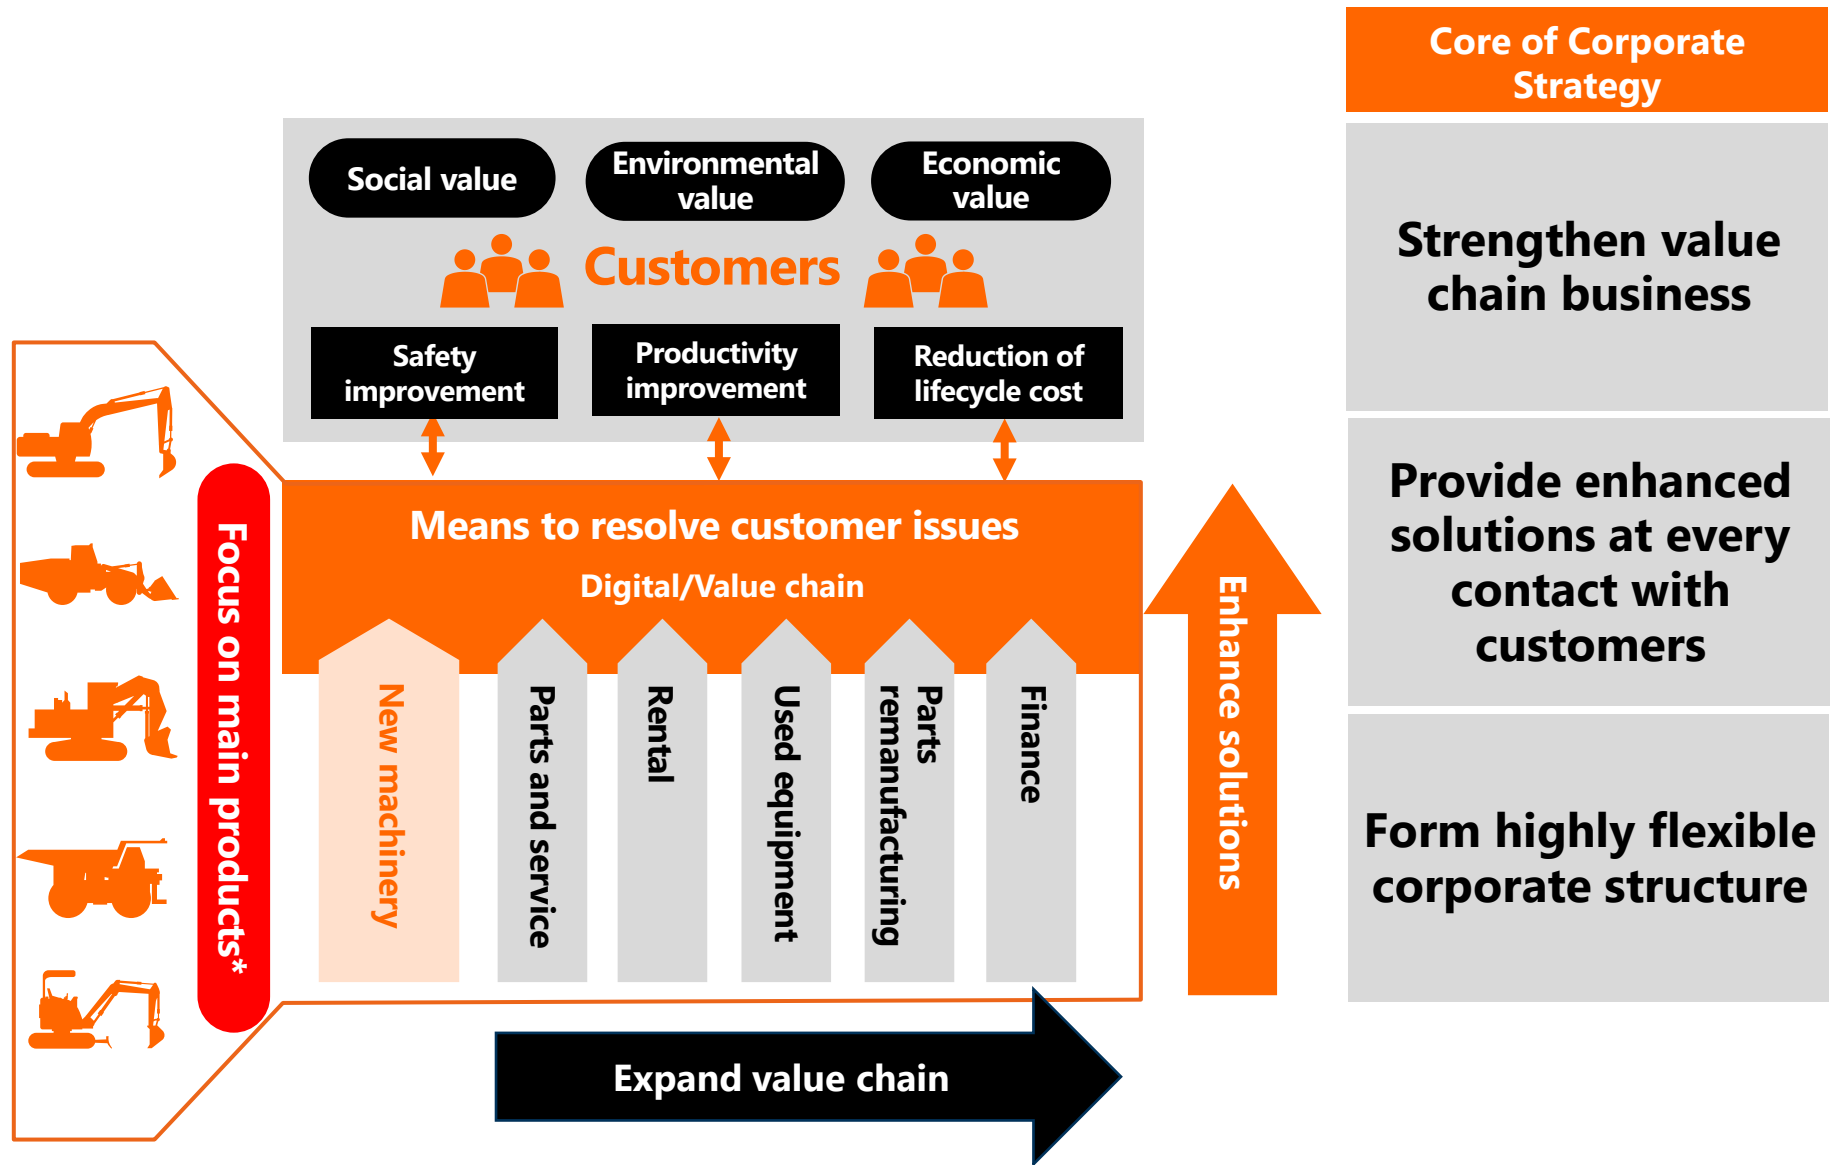 Core of Corporate
Strategy
Social value
Environmental
value
Economic
value
Customers
Safety
improvement
Productivity
improvement
Reduction of
lifecycle cost
Focus on main products*
Means to resolve customer issues
Digital/Value chain
New machinery
Parts and service
Rental
Used equipment
Parts
remanufacturing
Finance
Enhance solutions
Expand value chain
Strengthen value
chain business
Provide enhanced
solutions at every
contact with
customers
Form highly flexible
corporate structure